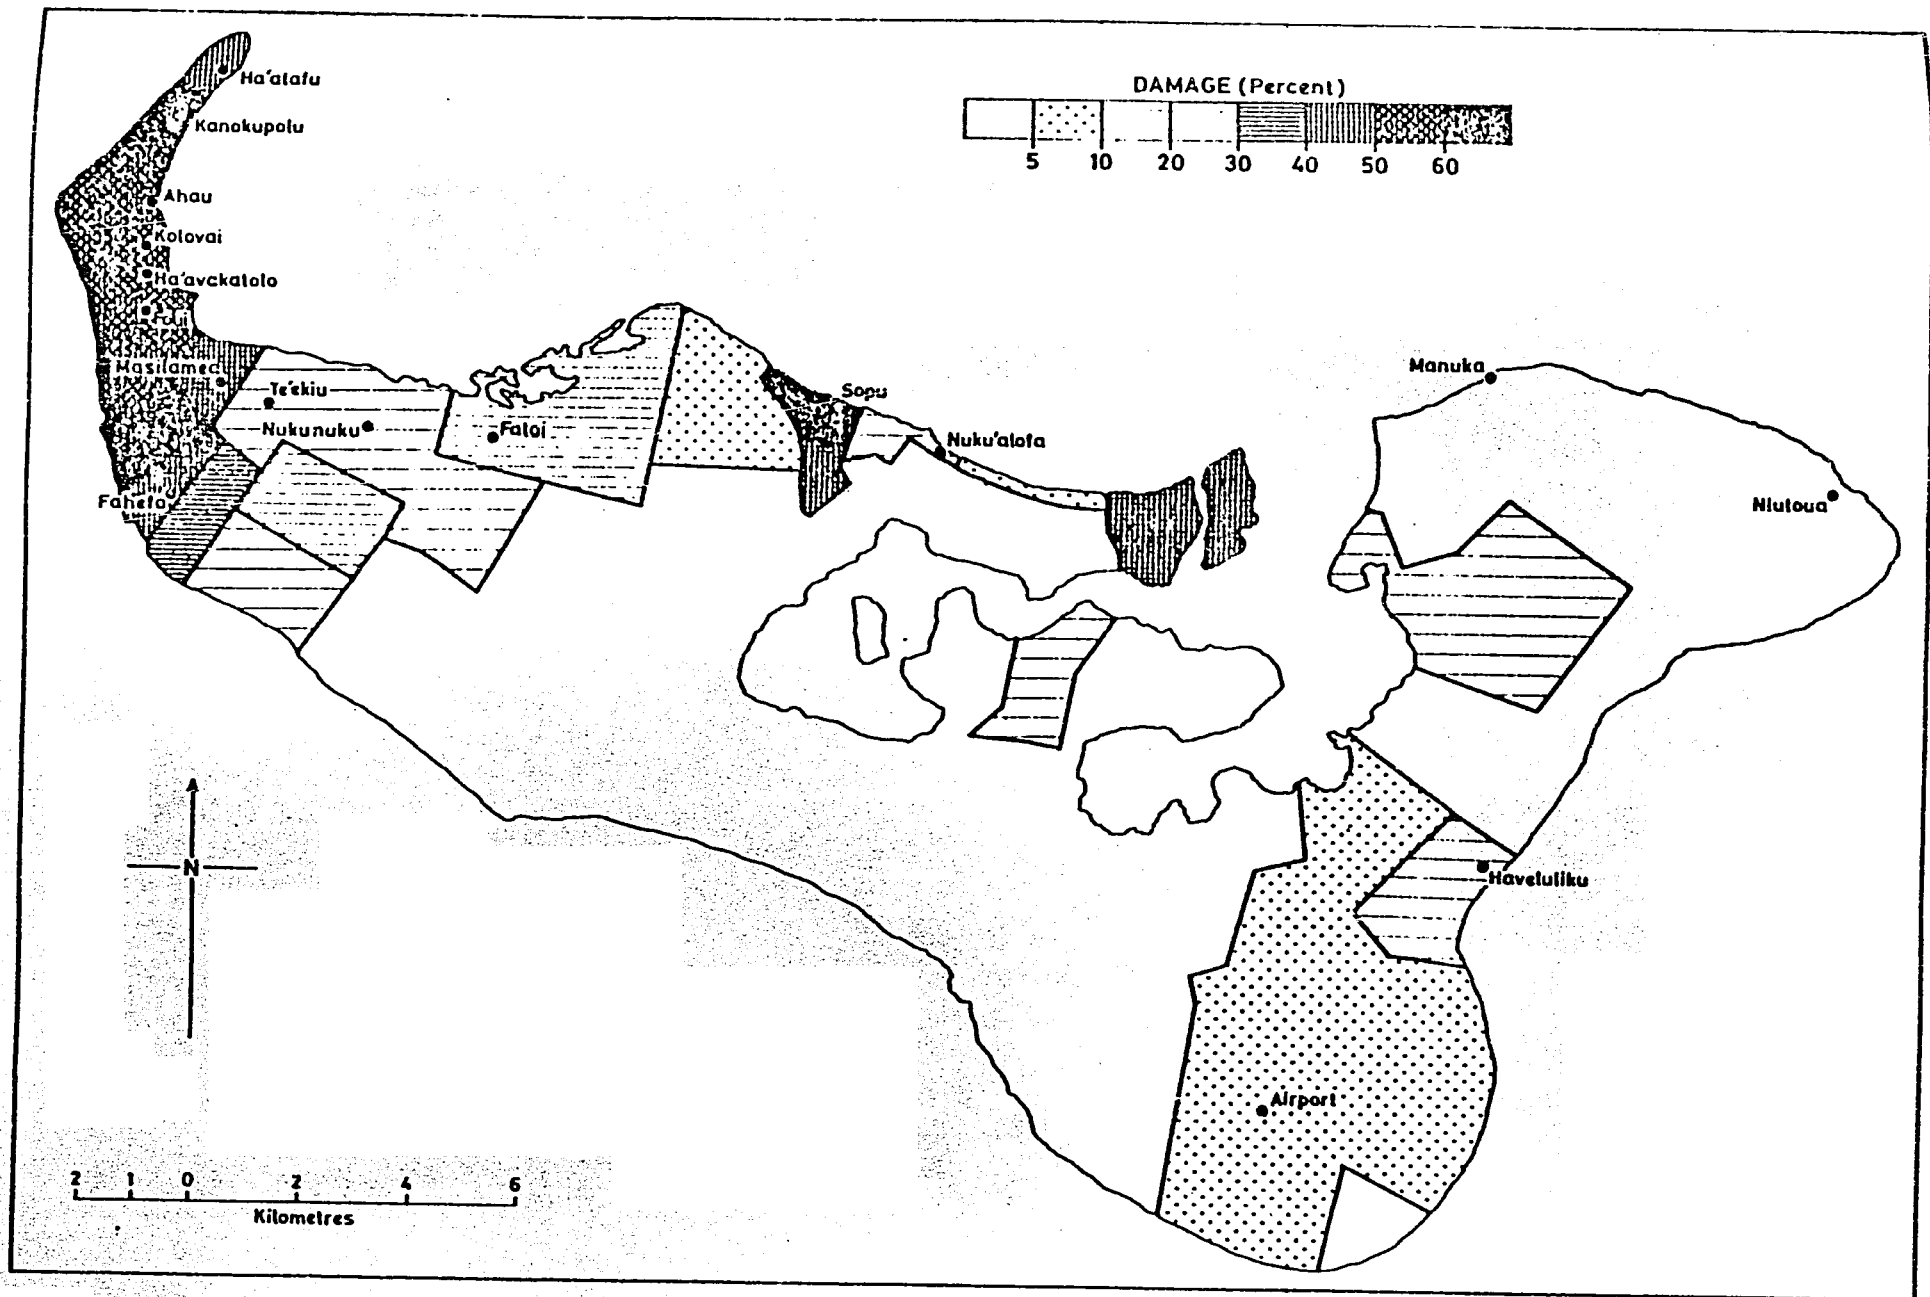 Ha'atafu
DAMAGE (Percent)
5 10 20 30 40 50 60
Kanokupolu
Ahau
Kolovai
Ha'avakatolo
Foui
Masilamea
Te'ekiu
Nukunuku
Fatai
Sopu
Nuku'alofa
Manuka
Niutoua
Fahefa
N
Haveluliku
Airport
2 1 0 2 4 6
Kilometres